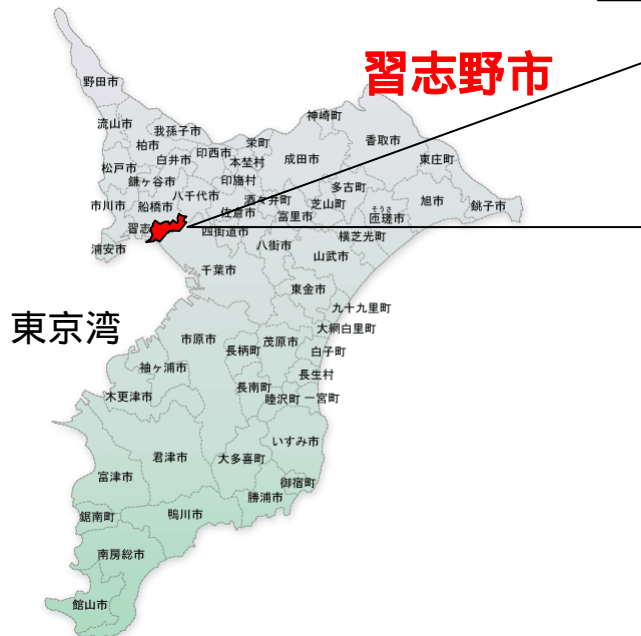 習志野市
野田市
神崎町
流山市
我孫子市
香取市
柏市
栄町
印西市
白井市
本埜村
成田市
東庄町
松戸市
鎌ヶ谷市
印旛村
多古町
八千代市
酒々井町
芝山町
旭市
銚子市
市川市
船橋市
佐倉市
富里市
そうさ
匝瑳市
習志
四街道市
横芝光町
浦安市
八街市
山武市
千葉市
東金市
九十九里町
東京湾
大網白里町
市原市
茂原市
長柄町
白子町
袖ヶ浦市
長生村
長南町
木更津市
睦沢町
一宮町
いすみ市
君津市
大多喜町
富津市
御宿町
勝浦市
鋸南町
鴨川市
南房総市
館山市